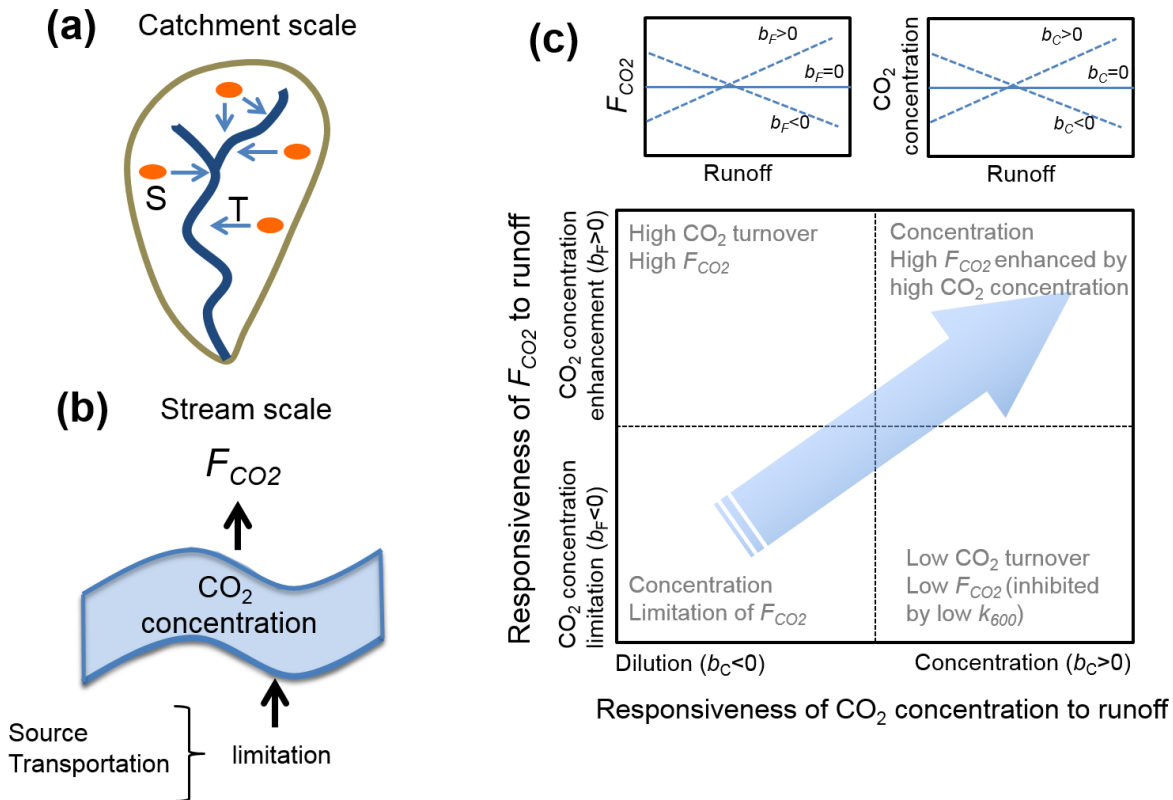 (a) Catchment scale
S
T
(b) Stream scale
F_CO2
CO2
concentration
Source
Transportation
limitation
(c)
b_F>0
b_F=0
b_F<0
F_CO2
Runoff
b_C>0
b_C=0
b_C<0
CO2
concentration
Runoff
Responsiveness of F_CO2 to runoff
CO2 concentration
enhancement (b_F>0)
CO2 concentration
limitation (b_F<0)
High CO2 turnover
High F_CO2
Concentration
High F_CO2 enhanced by
high CO2 concentration
Concentration
Limitation of F_CO2
Low CO2 turnover
Low F_CO2 (inhibited
by low k_600)
Dilution (b_C<0)
Concentration (b_C>0)
Responsiveness of CO2 concentration to runoff